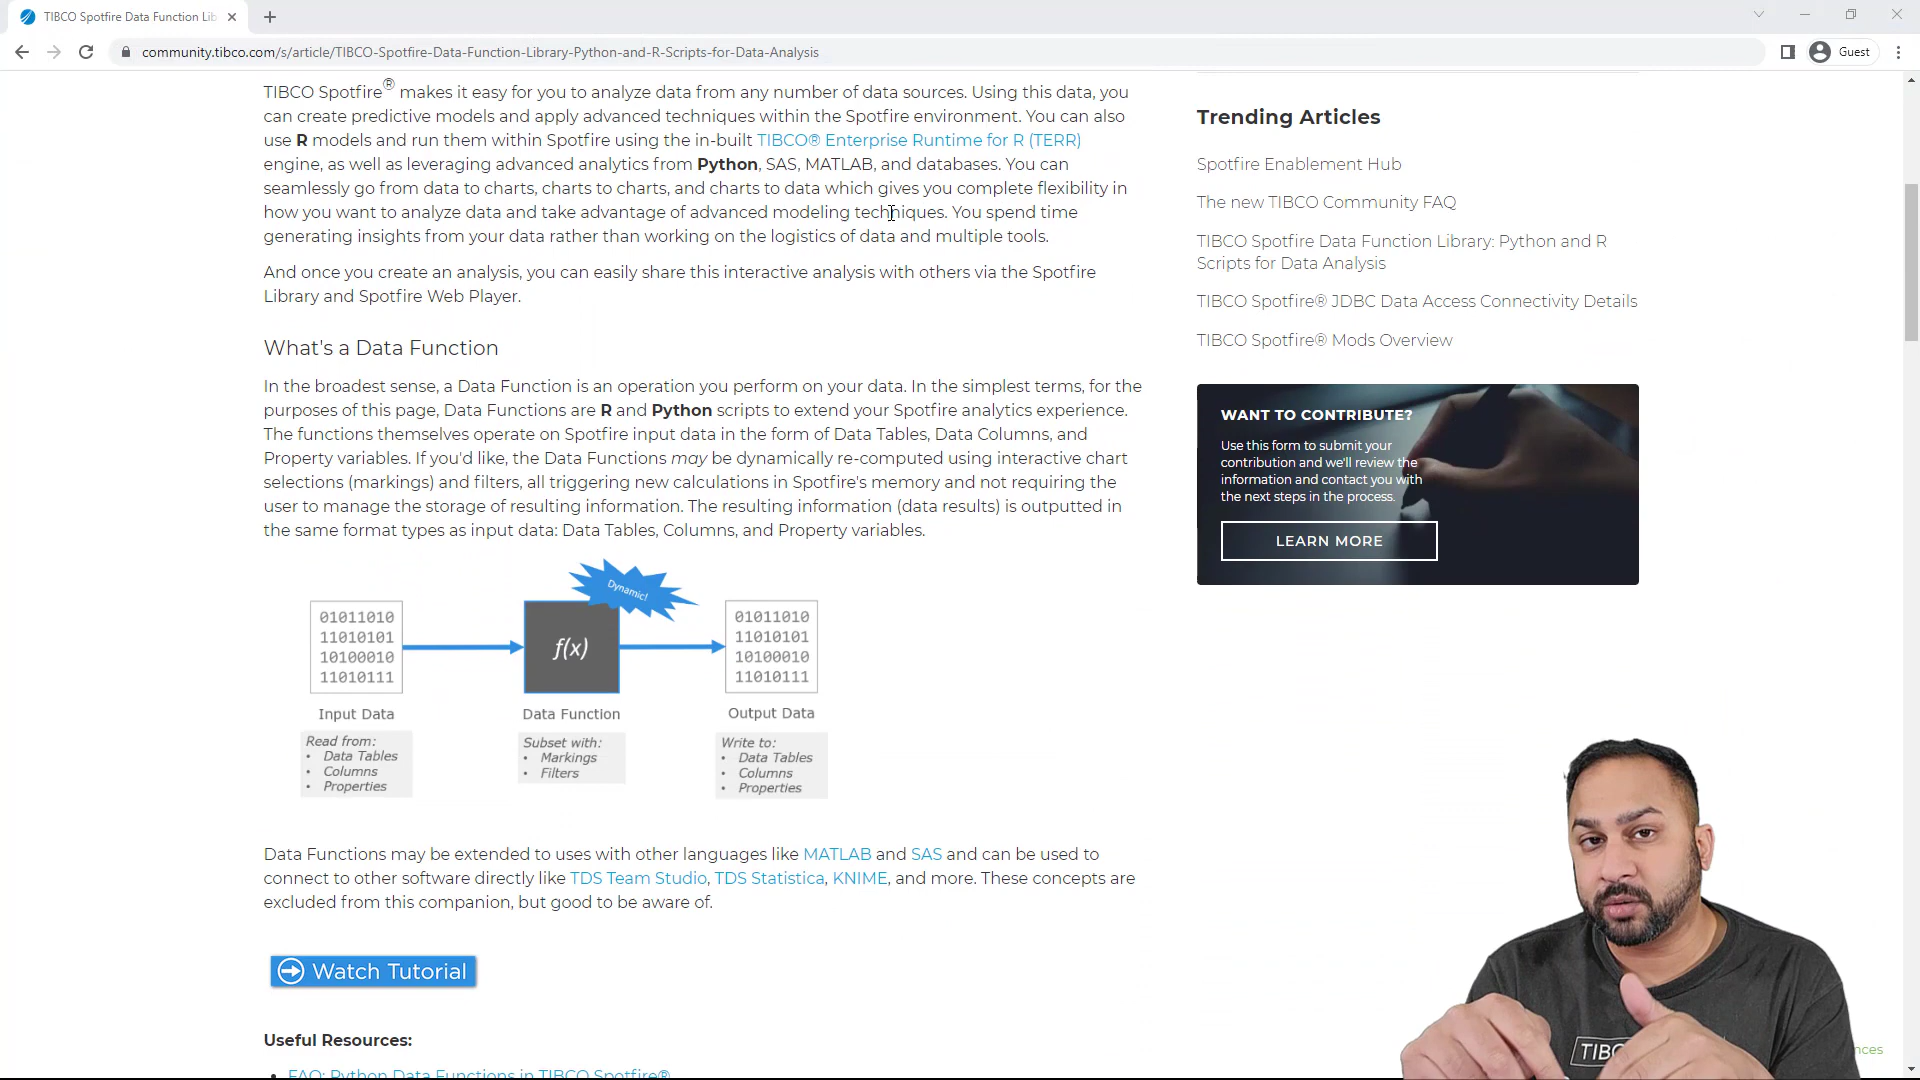 TIBCO Spotfire Data Function Lib
community.tibco.com/s/article/TIBCO-Spotfire-Data-Function-Library-Python-and-R-Scripts-for-Data-Analysis
Guest
TIBCO Spotfire® makes it easy for you to analyze data from any number of data sources. Using this data, you
can create predictive models and apply advanced techniques within the Spotfire environment. You can also
use R models and run them within Spotfire using the in-built TIBCO® Enterprise Runtime for R (TERR)
engine, as well as leveraging advanced analytics from Python, SAS, MATLAB, and databases. You can
seamlessly go from data to charts, charts to charts, and charts to data which gives you complete flexibility in
how you want to analyze data and take advantage of advanced modeling techniques. You spend time
generating insights from your data rather than working on the logistics of data and multiple tools.
And once you create an analysis, you can easily share this interactive analysis with others via the Spotfire
Library and Spotfire Web Player.
What's a Data Function
In the broadest sense, a Data Function is an operation you perform on your data. In the simplest terms, for the
purposes of this page, Data Functions are R and Python scripts to extend your Spotfire analytics experience.
The functions themselves operate on Spotfire input data in the form of Data Tables, Data Columns, and
Property variables. If you'd like, the Data Functions may be dynamically re-computed using interactive chart
selections (markings) and filters, all triggering new calculations in Spotfire's memory and not requiring the
user to manage the storage of resulting information. The resulting information (data results) is outputted in
the same format types as input data: Data Tables, Columns, and Property variables.
Dynamic!
01011010
11010101
10100010
11010111
f(x)
01011010
11010101
10100010
11010111
Input Data
Data Function
Output Data
Read from:
• Data Tables
• Columns
• Properties
Subset with:
• Markings
• Filters
Write to:
• Data Tables
• Columns
• Properties
Data Functions may be extended to uses with other languages like MATLAB and SAS and can be used to
connect to other software directly like TDS Team Studio, TDS Statistica, KNIME, and more. These concepts are
excluded from this companion, but good to be aware of.
Watch Tutorial
Useful Resources:
• FAQ: Python Data Functions in TIBCO Spotfire®
Trending Articles
Spotfire Enablement Hub
The new TIBCO Community FAQ
TIBCO Spotfire Data Function Library: Python and R
Scripts for Data Analysis
TIBCO Spotfire® JDBC Data Access Connectivity Details
TIBCO Spotfire® Mods Overview
WANT TO CONTRIBUTE?
Use this form to submit your
contribution and we'll review the
information and contact you with
the next steps in the process.
LEARN MORE
TIBC
nces